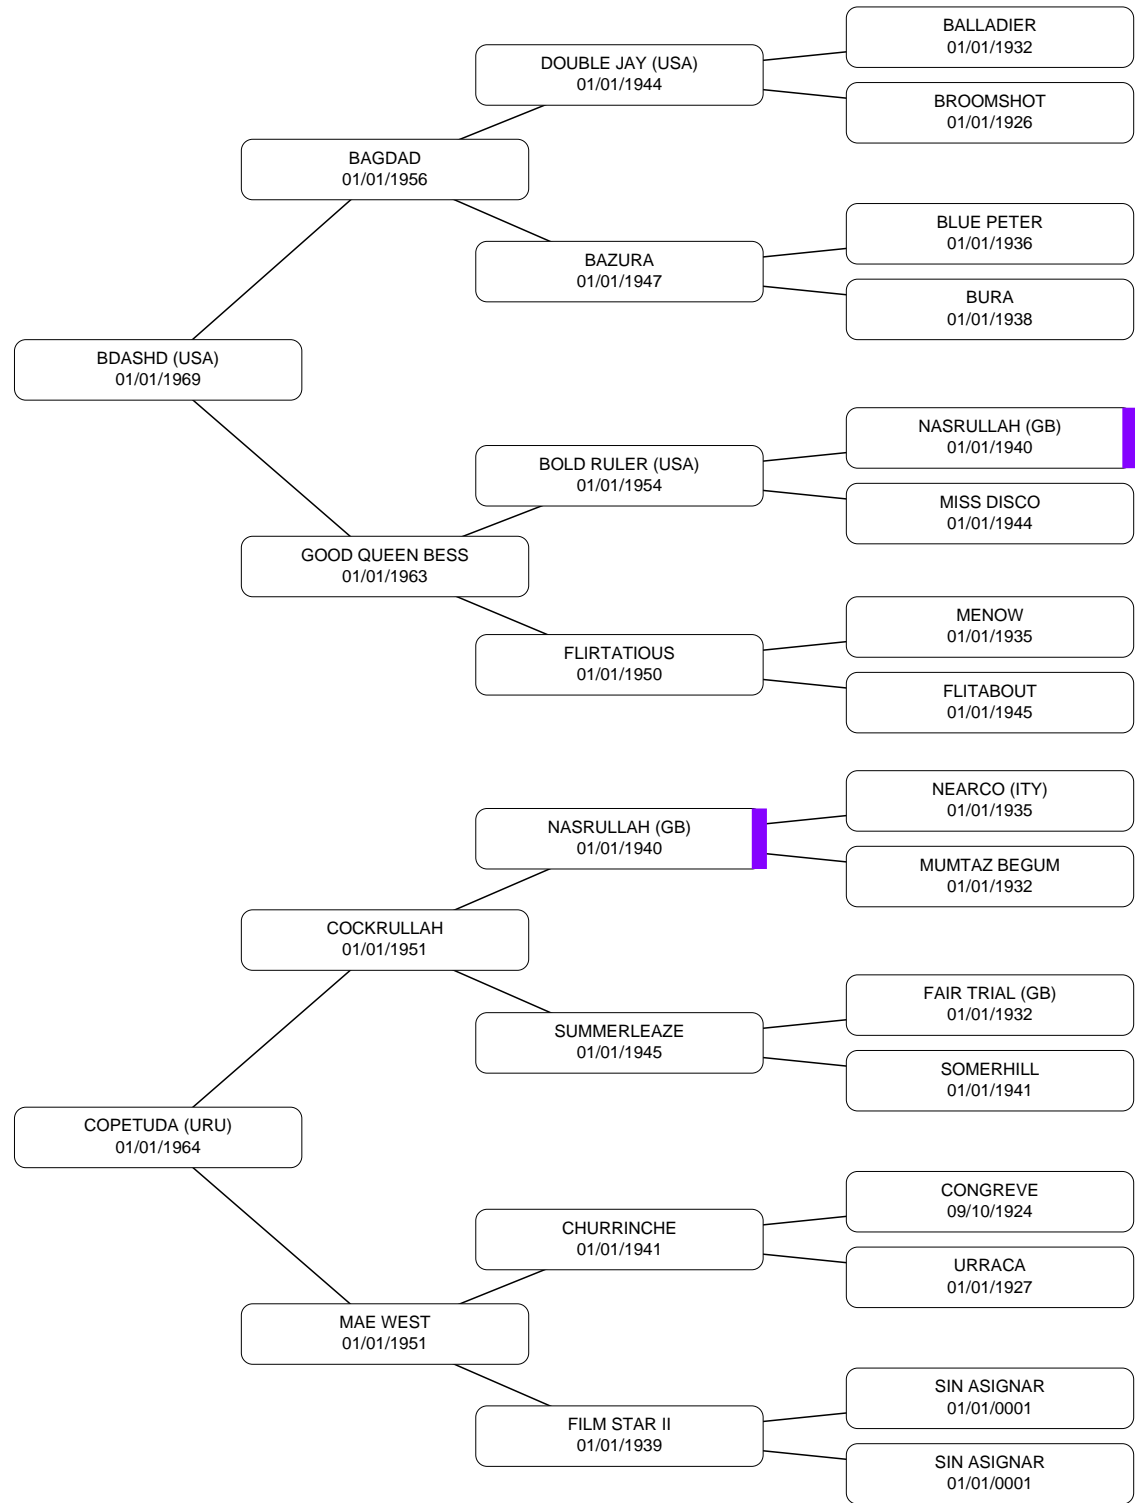 BALLADIER
01/01/1932
DOUBLE JAY (USA)
01/01/1944
BROOMSHOT
01/01/1926
BAGDAD
01/01/1956
BLUE PETER
01/01/1936
BAZURA
01/01/1947
BURA
01/01/1938
BDASHD (USA)
01/01/1969
NASRULLAH (GB)
01/01/1940
BOLD RULER (USA)
01/01/1954
MISS DISCO
01/01/1944
GOOD QUEEN BESS
01/01/1963
MENOW
01/01/1935
FLIRTATIOUS
01/01/1950
FLITABOUT
01/01/1945
NEARCO (ITY)
01/01/1935
NASRULLAH (GB)
01/01/1940
MUMTAZ BEGUM
01/01/1932
COCKRULLAH
01/01/1951
FAIR TRIAL (GB)
01/01/1932
SUMMERLEAZE
01/01/1945
SOMERHILL
01/01/1941
COPETUDA (URU)
01/01/1964
CONGREVE
09/10/1924
CHURRINCHE
01/01/1941
URRACA
01/01/1927
MAE WEST
01/01/1951
SIN ASIGNAR
01/01/0001
FILM STAR II
01/01/1939
SIN ASIGNAR
01/01/0001